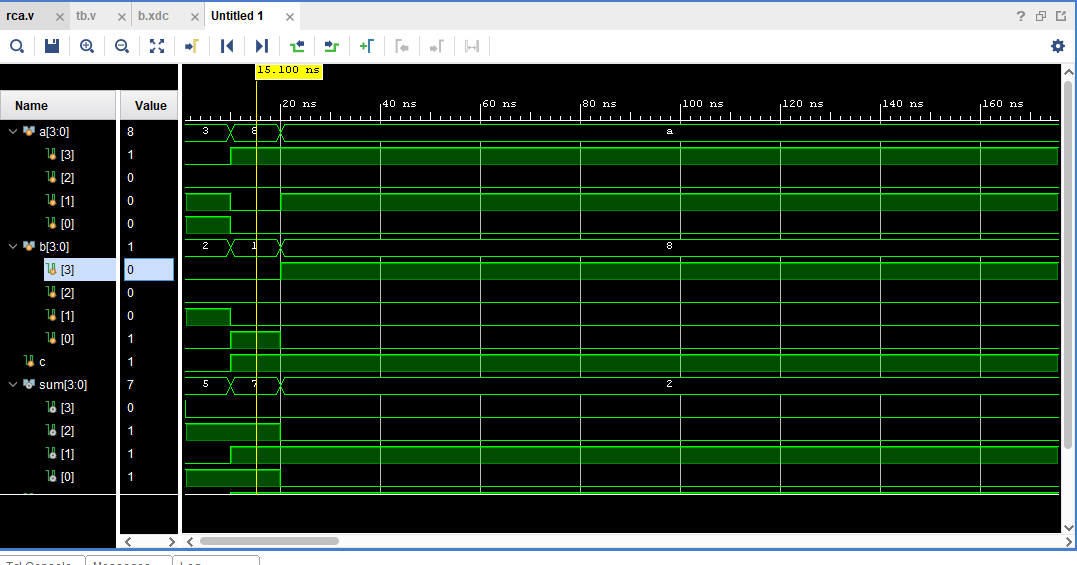 rca.v tb.v b.xdc Untitled 1
15.100 ns
Name Value
20 ns 40 ns 60 ns 80 ns 100 ns 120 ns 140 ns 160 ns
a[3:0] 8 3 8 a
[3] 1
[2] 0
[1] 0
[0] 0
b[3:0] 1 2 1 8
[3] 0
[2] 0
[1] 0
[0] 1
c 1
sum[3:0] 7 5 7 2
[3] 0
[2] 1
[1] 1
[0] 1
Tcl Console Messages Log